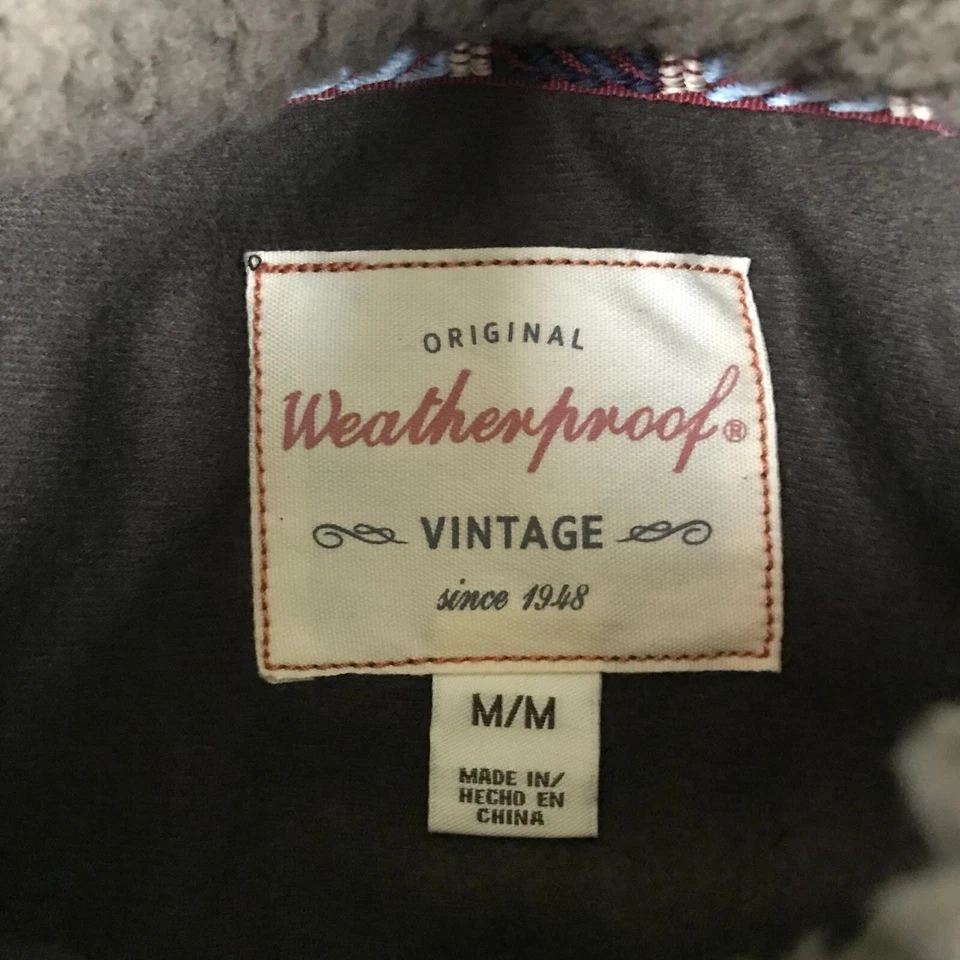 ORIGINAL
Weatherproof®
VINTAGE
since 1948
M/M
MADE IN/
HECHO EN
CHINA